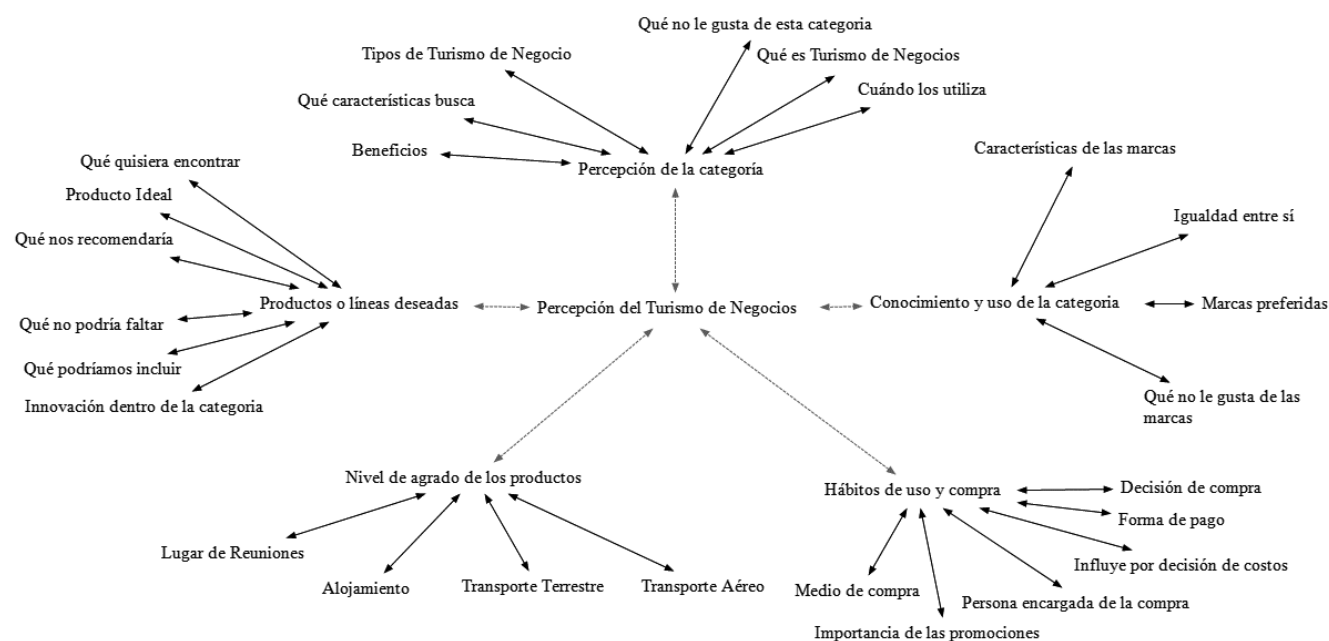 Qué no le gusta de esta categoria
Tipos de Turismo de Negocio
Qué es Turismo de Negocios
Cuándo los utiliza
Qué características busca
Beneficios
Percepción de la categoría
Características de las marcas
Qué quisiera encontrar
Producto Ideal
Igualdad entre sí
Qué nos recomendaría
Productos o líneas deseadas
Percepción del Turismo de Negocios
Conocimiento y uso de la categoria
Marcas preferidas
Qué no podría faltar
Qué podríamos incluir
Innovación dentro de la categoria
Qué no le gusta de las
marcas
Nivel de agrado de los productos
Hábitos de uso y compra
Decisión de compra
Forma de pago
Lugar de Reuniones
Influye por decisión de costos
Alojamiento
Transporte Terrestre
Transporte Aéreo
Medio de compra
Persona encargada de la compra
Importancia de las promociones